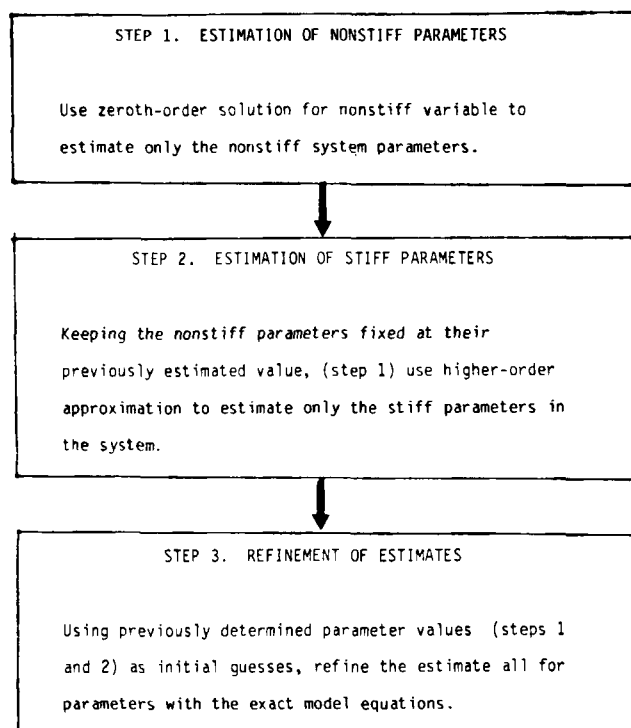 STEP 1. ESTIMATION OF NONSTIFF PARAMETERS
Use zeroth-order solution for nonstiff variable to
estimate only the nonstiff system parameters.
STEP 2. ESTIMATION OF STIFF PARAMETERS
Keeping the nonstiff parameters fixed at their
previously estimated value, (step 1) use higher-order
approximation to estimate only the stiff parameters in
the system.
STEP 3. REFINEMENT OF ESTIMATES
Using previously determined parameter values (steps 1
and 2) as initial guesses, refine the estimate all for
parameters with the exact model equations.